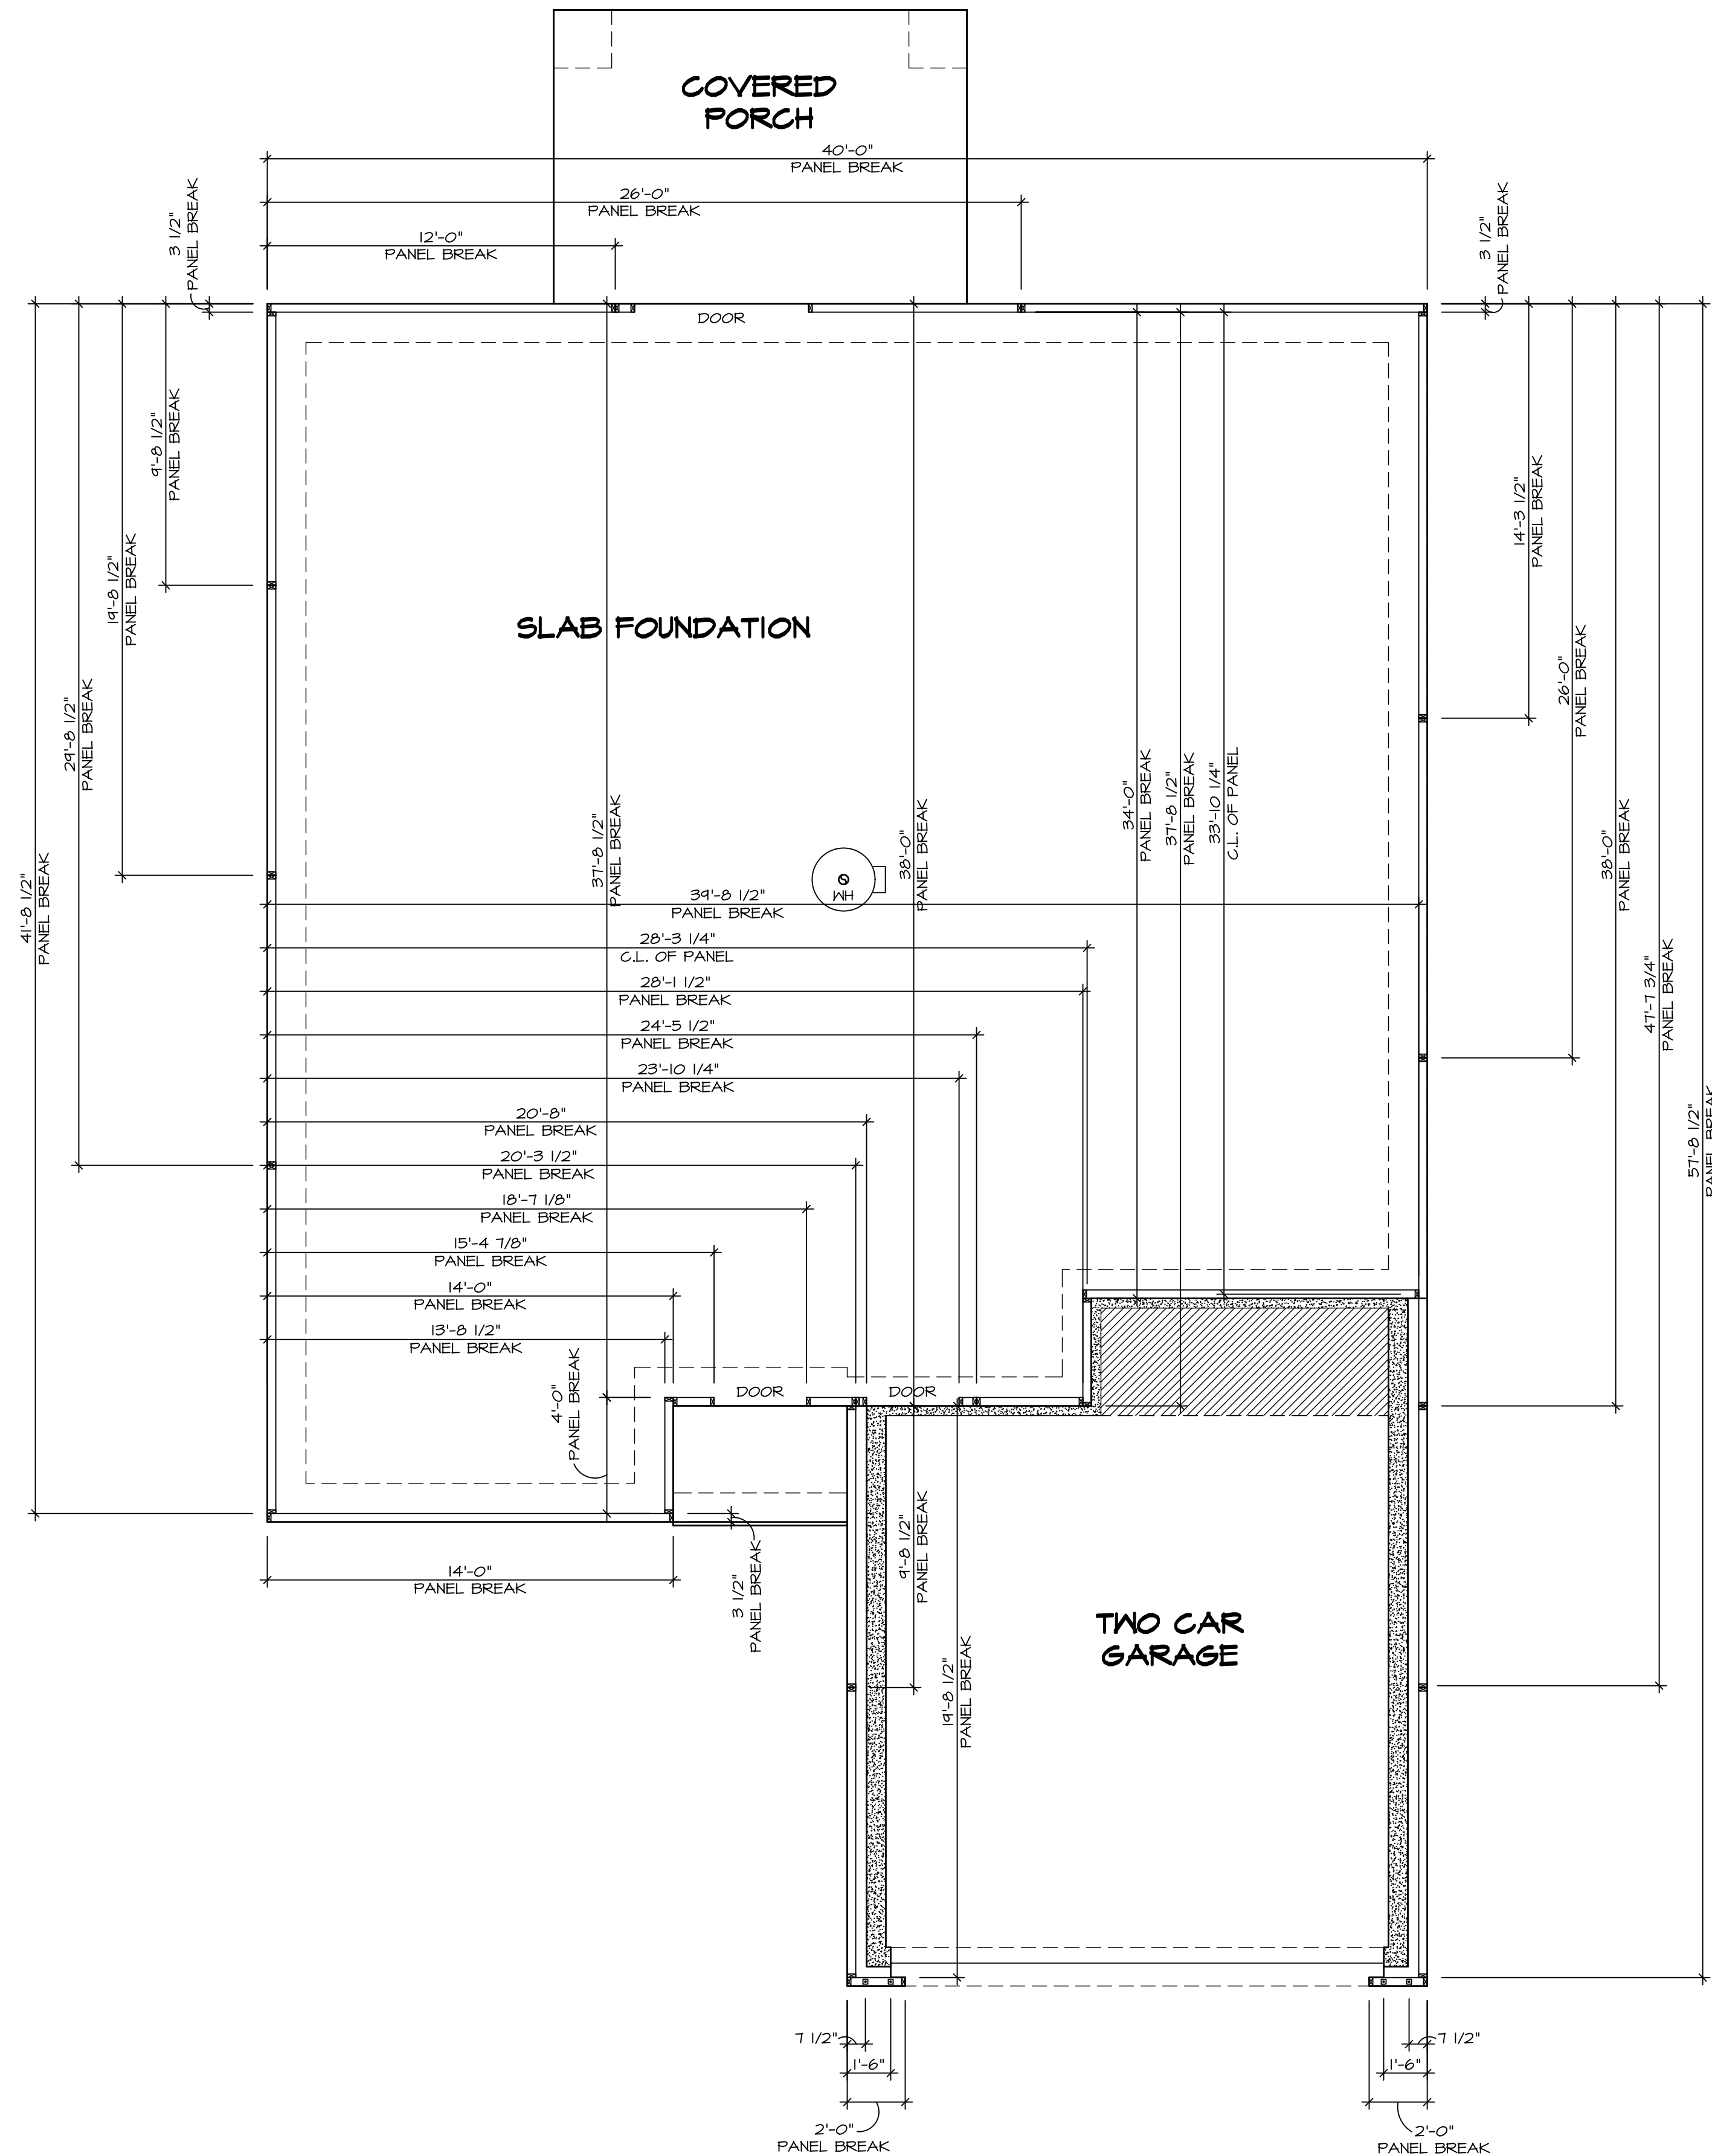 COVERED
PORCH
40'-0"
PANEL BREAK
26'-0"
PANEL BREAK
12'-0"
PANEL BREAK
3 1/2"
PANEL BREAK
3 1/2"
PANEL BREAK
DOOR
9'-8 1/2"
PANEL BREAK
19'-8 1/2"
PANEL BREAK
29'-8 1/2"
PANEL BREAK
41'-8 1/2"
PANEL BREAK
SLAB FOUNDATION
14'-3 1/2"
PANEL BREAK
26'-0"
PANEL BREAK
38'-0"
PANEL BREAK
47'-7 3/4"
PANEL BREAK
57'-8 1/2"
PANEL BREAK
37'-8 1/2"
PANEL BREAK
38'-0"
PANEL BREAK
34'-0"
PANEL BREAK
37'-8 1/2"
PANEL BREAK
33'-10 1/4"
C.L. OF PANEL
WH
39'-8 1/2"
PANEL BREAK
28'-3 1/4"
C.L. OF PANEL
28'-1 1/2"
PANEL BREAK
24'-5 1/2"
PANEL BREAK
23'-10 1/4"
PANEL BREAK
20'-8"
PANEL BREAK
20'-3 1/2"
PANEL BREAK
18'-7 1/8"
PANEL BREAK
15'-4 7/8"
PANEL BREAK
14'-0"
PANEL BREAK
13'-8 1/2"
PANEL BREAK
4'-0"
PANEL BREAK
DOOR
DOOR
14'-0"
PANEL BREAK
3 1/2"
PANEL BREAK
9'-8 1/2"
PANEL BREAK
19'-8 1/2"
PANEL BREAK
TWO CAR
GARAGE
7 1/2"
7 1/2"
1'-6"
1'-6"
2'-0"
PANEL BREAK
2'-0"
PANEL BREAK